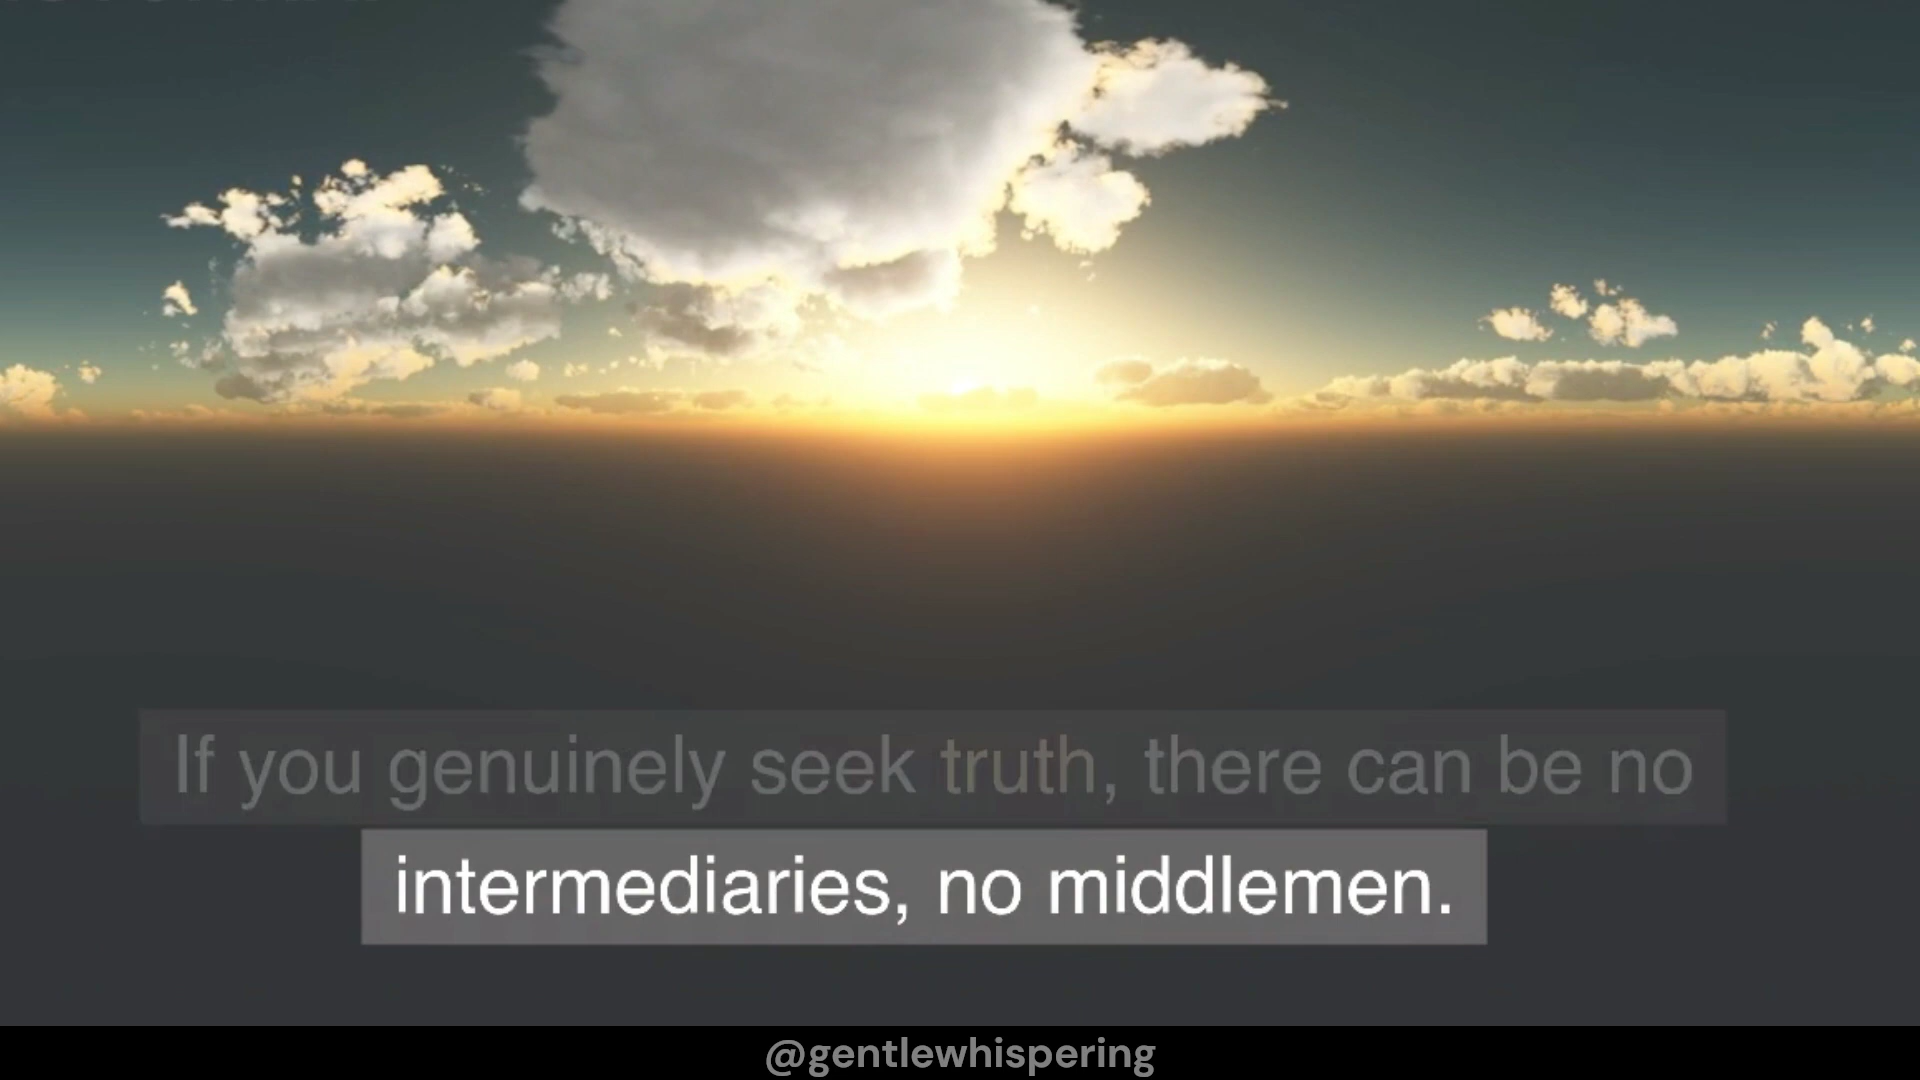 If you genuinely seek truth, there can be no
intermediaries, no middlemen.
@gentlewhispering